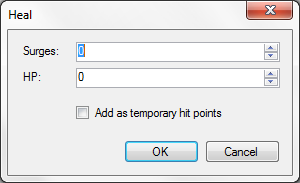 Heal
Surges: 0
HP: 0
Add as temporary hit points
OK Cancel